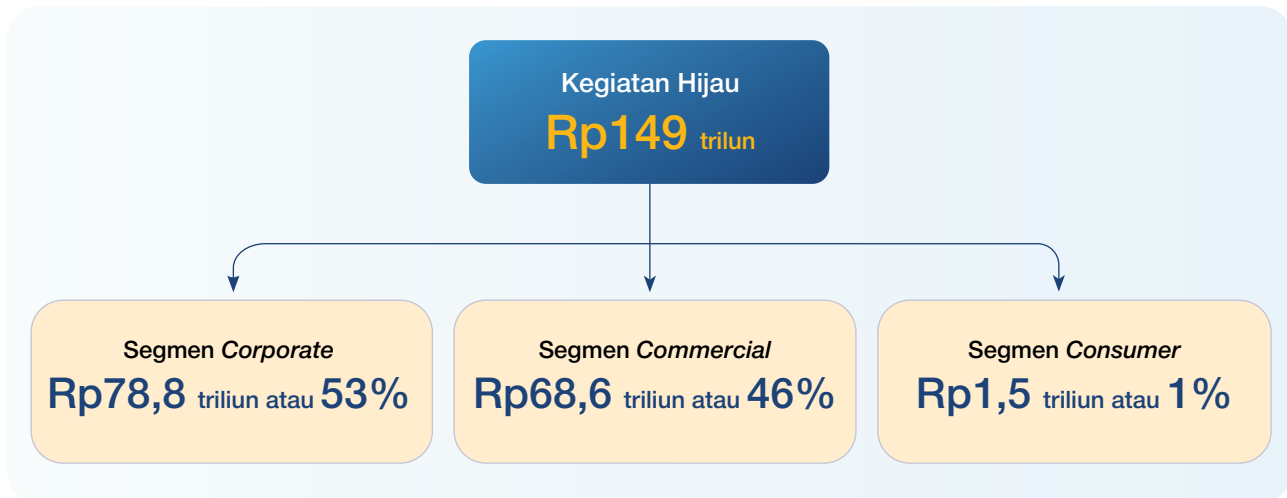 Kegiatan Hijau
Rp149 trilun
Segmen Corporate
Rp78,8 triliun atau 53%
Segmen Commercial
Rp68,6 triliun atau 46%
Segmen Consumer
Rp1,5 triliun atau 1%